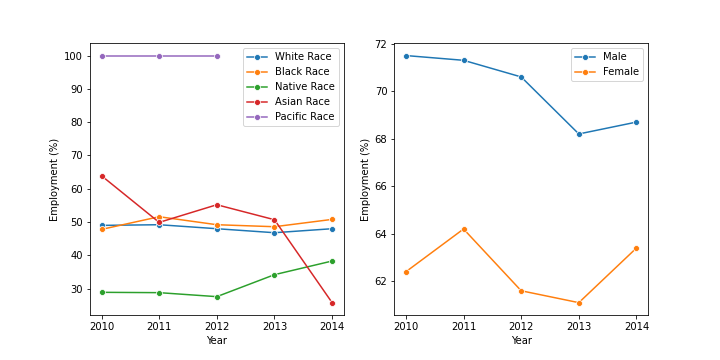 White Race
Black Race
Native Race
Asian Race
Pacific Race
100
90
80
70
60
50
40
30
Employment (%)
2010 2011 2012 2013 2014
Year
Male
Female
72
70
68
66
64
62
Employment (%)
2010 2011 2012 2013 2014
Year